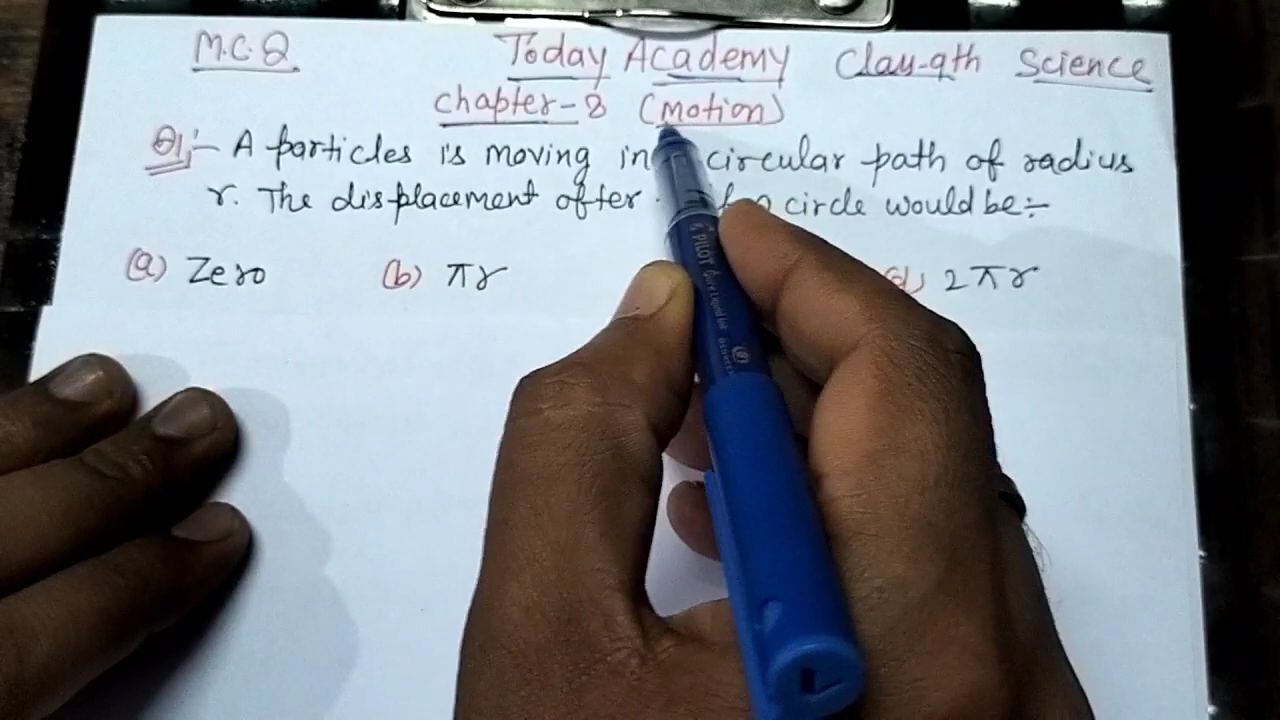 M.C.Q Today Academy Class-9th Science
Chapter-8 (Motion)
Q1:- A particles is moving in circular path of radius
r. The displacement after circle would be:-
(a) Zero (b) πr (d) 2πr
PILOT